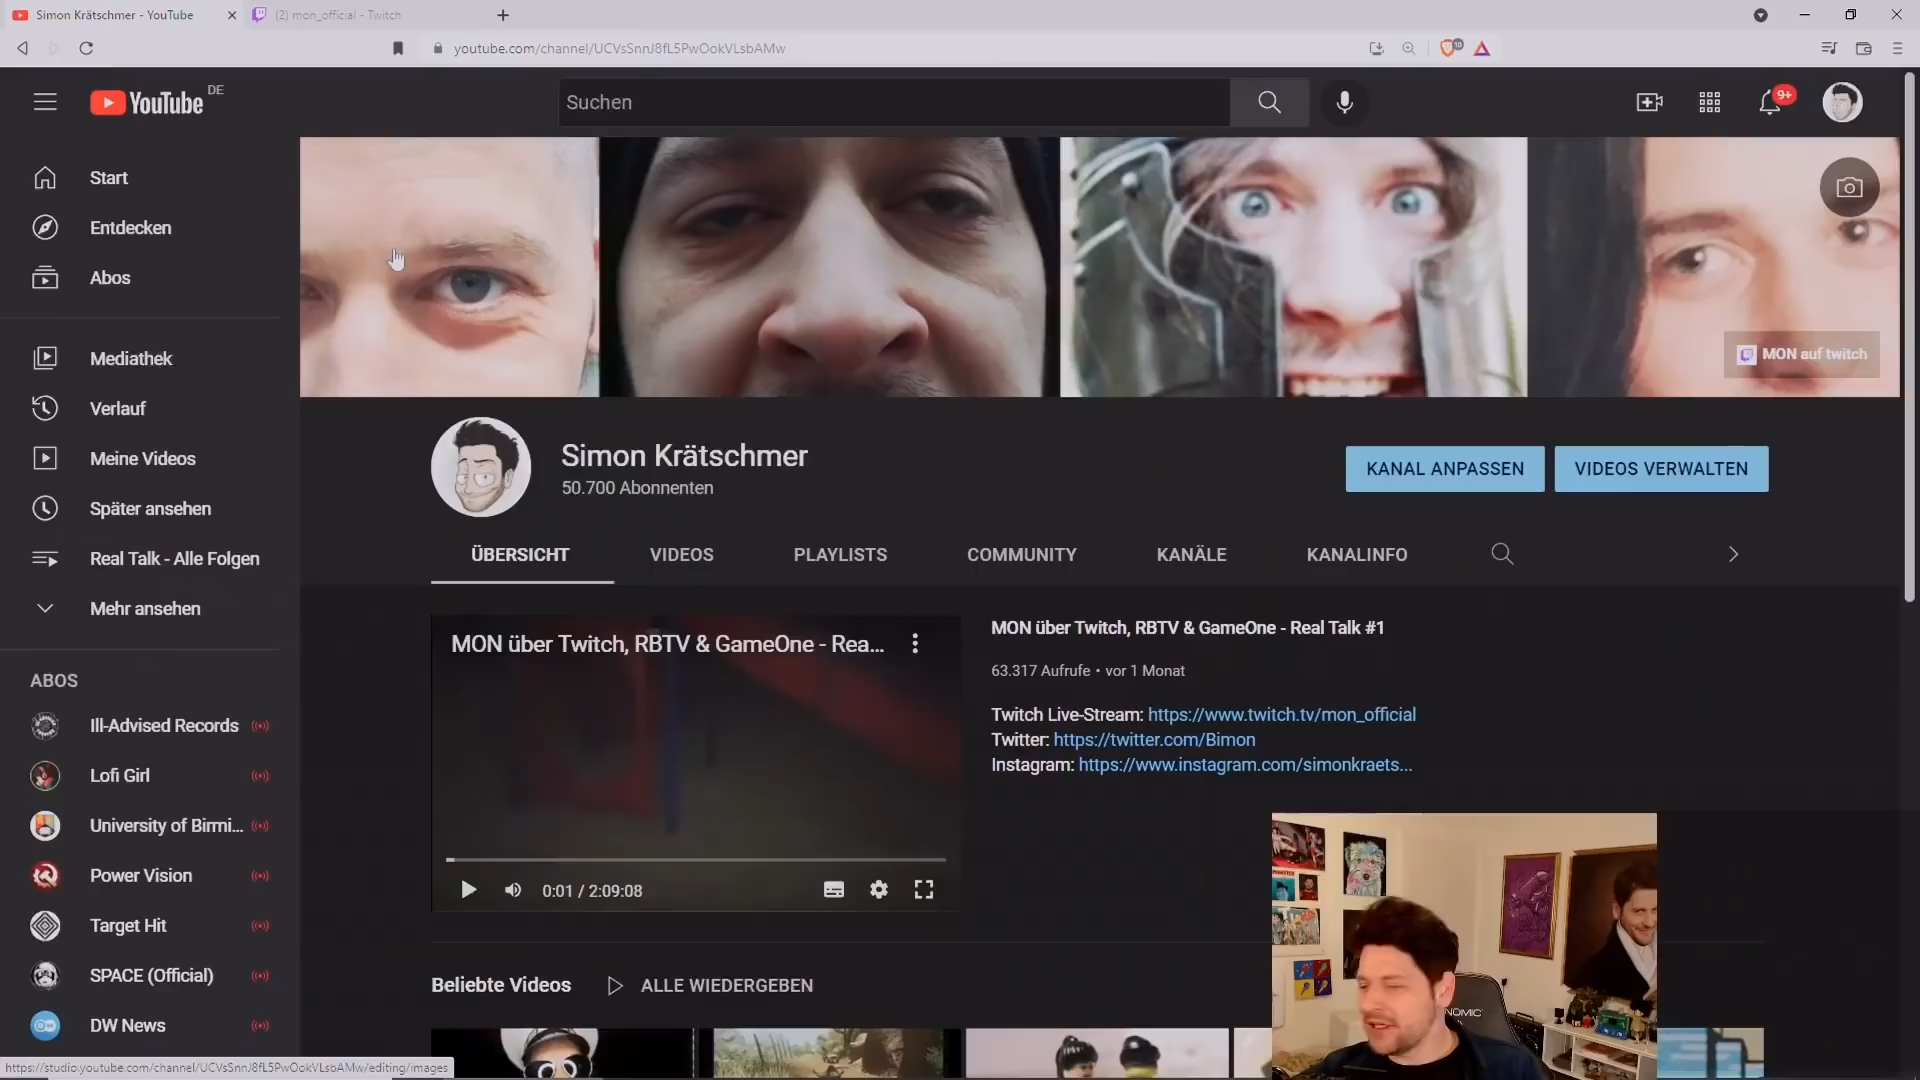 Simon Krätschmer - YouTube
(2) mon_official - Twitch
youtube.com/channel/UCVsSnnJ8fL5PwOokVLsbAMw
YouTube DE
Suchen
9+
Start
Entdecken
Abos
Mediathek
Verlauf
Meine Videos
Später ansehen
Real Talk - Alle Folgen
Mehr ansehen
ABOS
Ill-Advised Records
Lofi Girl
University of Birmi...
Power Vision
Target Hit
SPACE (Official)
DW News
MON auf twitch
Simon Krätschmer
50.700 Abonnenten
KANAL ANPASSEN
VIDEOS VERWALTEN
ÜBERSICHT
VIDEOS
PLAYLISTS
COMMUNITY
KANÄLE
KANALINFO
MON über Twitch, RBTV & GameOne - Rea...
0:01 / 2:09:08
MON über Twitch, RBTV & GameOne - Real Talk #1
63.317 Aufrufe • vor 1 Monat
Twitch Live-Stream: https://www.twitch.tv/mon_official
Twitter: https://twitter.com/Bimon
Instagram: https://www.instagram.com/simonkraets...
Beliebte Videos
ALLE WIEDERGEBEN
https://studio.youtube.com/channel/UCVsSnnJ8fL5PwOokVLsbAMw/editing/images